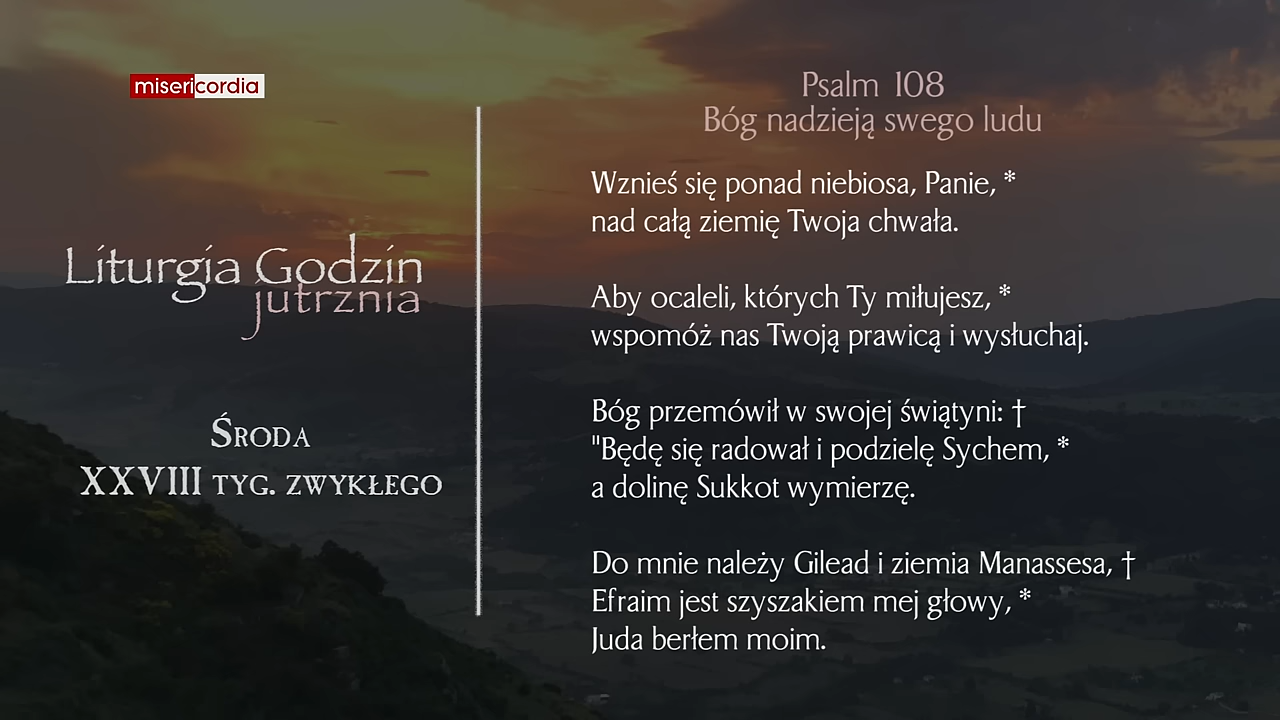 misericordia
Liturgia Godzin
jutrznia
Środa
XXVIII tyg. zwykłego
Psalm 108
Bóg nadzieją swego ludu
Wznieś się ponad niebiosa, Panie, *
nad całą ziemię Twoja chwała.
Aby ocaleli, których Ty miłujesz, *
wspomóż nas Twoją prawicą i wysłuchaj.
Bóg przemówił w swojej świątyni: †
"Będę się radował i podzielę Sychem, *
a dolinę Sukkot wymierzę.
Do mnie należy Gilead i ziemia Manassesa, †
Efraim jest szyszakiem mej głowy, *
Juda berłem moim.